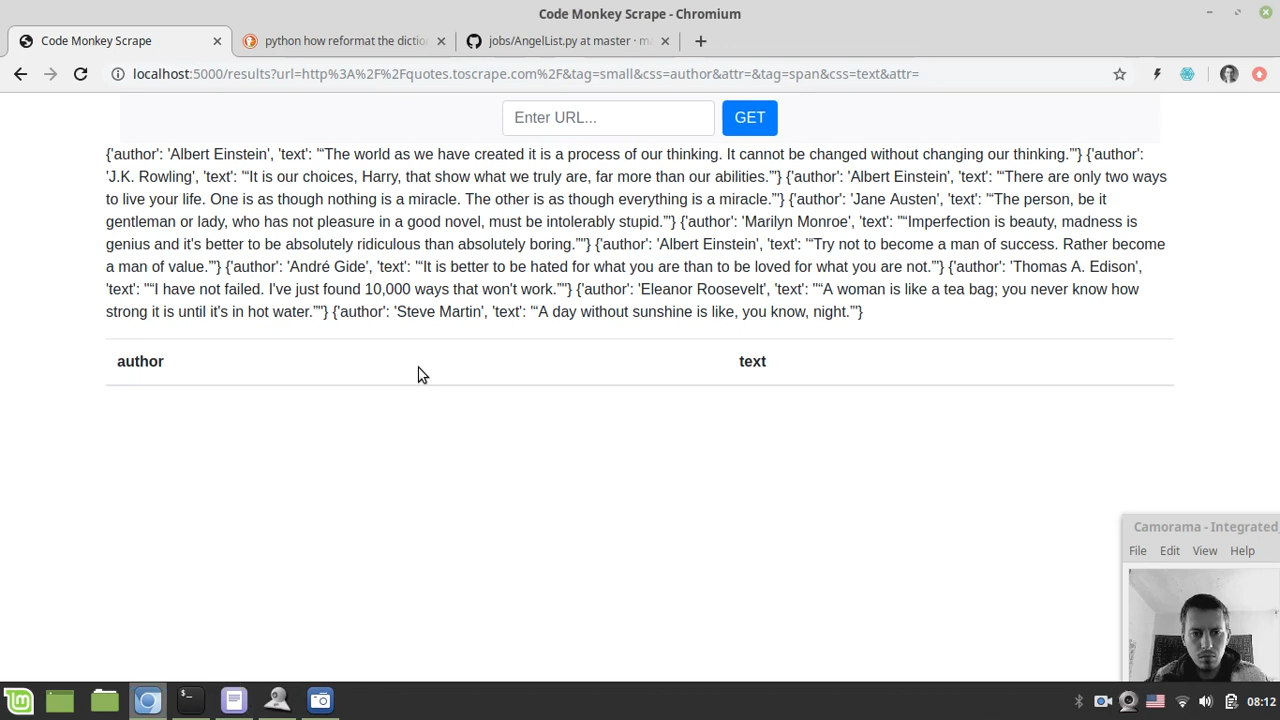 Code Monkey Scrape - Chromium
Code Monkey Scrape
python how reformat the dictio
jobs/AngelList.py at master · m
localhost:5000/results?url=http%3A%2F%2Fquotes.toscrape.com%2F&tag=small&css=author&attr=&tag=span&css=text&attr=
Enter URL...
GET
{'author': 'Albert Einstein', 'text': '“The world as we have created it is a process of our thinking. It cannot be changed without changing our thinking.”'} {'author':
'J.K. Rowling', 'text': '“It is our choices, Harry, that show what we truly are, far more than our abilities.”'} {'author': 'Albert Einstein', 'text': '“There are only two ways
to live your life. One is as though nothing is a miracle. The other is as though everything is a miracle.”'} {'author': 'Jane Austen', 'text': '“The person, be it
gentleman or lady, who has not pleasure in a good novel, must be intolerably stupid.”'} {'author': 'Marilyn Monroe', 'text': "“Imperfection is beauty, madness is
genius and it's better to be absolutely ridiculous than absolutely boring.”"} {'author': 'Albert Einstein', 'text': '“Try not to become a man of success. Rather become
a man of value.”'} {'author': 'André Gide', 'text': '“It is better to be hated for what you are than to be loved for what you are not.”'} {'author': 'Thomas A. Edison',
'text': "“I have not failed. I've just found 10,000 ways that won't work.”"} {'author': 'Eleanor Roosevelt', 'text': "“A woman is like a tea bag; you never know how
strong it is until it's in hot water.”"} {'author': 'Steve Martin', 'text': '“A day without sunshine is like, you know, night.”'}
author text
Camorama - Integrated
File Edit View Help
08:12